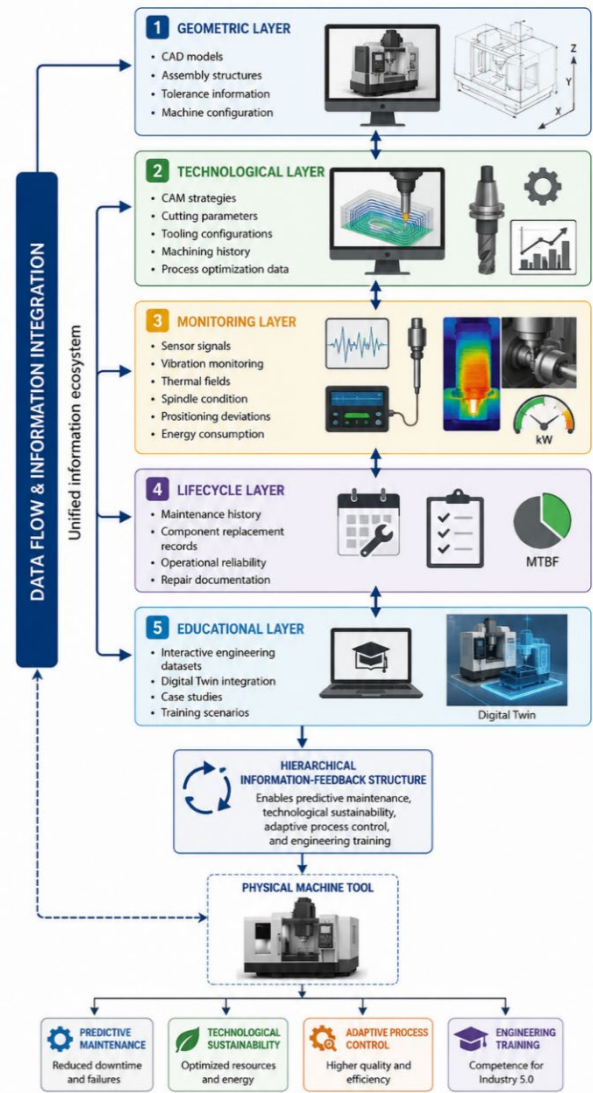 DATA FLOW & INFORMATION INTEGRATION
Unified information ecosystem
1 GEOMETRIC LAYER
• CAD models
• Assembly structures
• Tolerance information
• Machine configuration
Z
Y
X
2 TECHNOLOGICAL LAYER
• CAM strategies
• Cutting parameters
• Tooling configurations
• Machining history
• Process optimization data
3 MONITORING LAYER
• Sensor signals
• Vibration monitoring
• Thermal fields
• Spindle condition
• Prositioning deviations
• Energy consumption
kW
4 LIFECYCLE LAYER
• Maintenance history
• Component replacement
records
• Operational reliability
• Repair documentation
MTBF
5 EDUCATIONAL LAYER
• Interactive engineering
datasets
• Digital Twin integration
• Case studies
• Training scenarios
Digital Twin
HIERARCHICAL
INFORMATION-FEEDBACK STRUCTURE
Enables predictive maintenance,
technological sustainability,
adaptive process control,
and engineering training
PHYSICAL MACHINE TOOL
PREDICTIVE
MAINTENANCE
Reduced downtime
and failures
TECHNOLOGICAL
SUSTAINABILITY
Optimized resources
and energy
ADAPTIVE PROCESS
CONTROL
Higher quality and
efficiency
ENGINEERING
TRAINING
Competence for
Industry 5.0